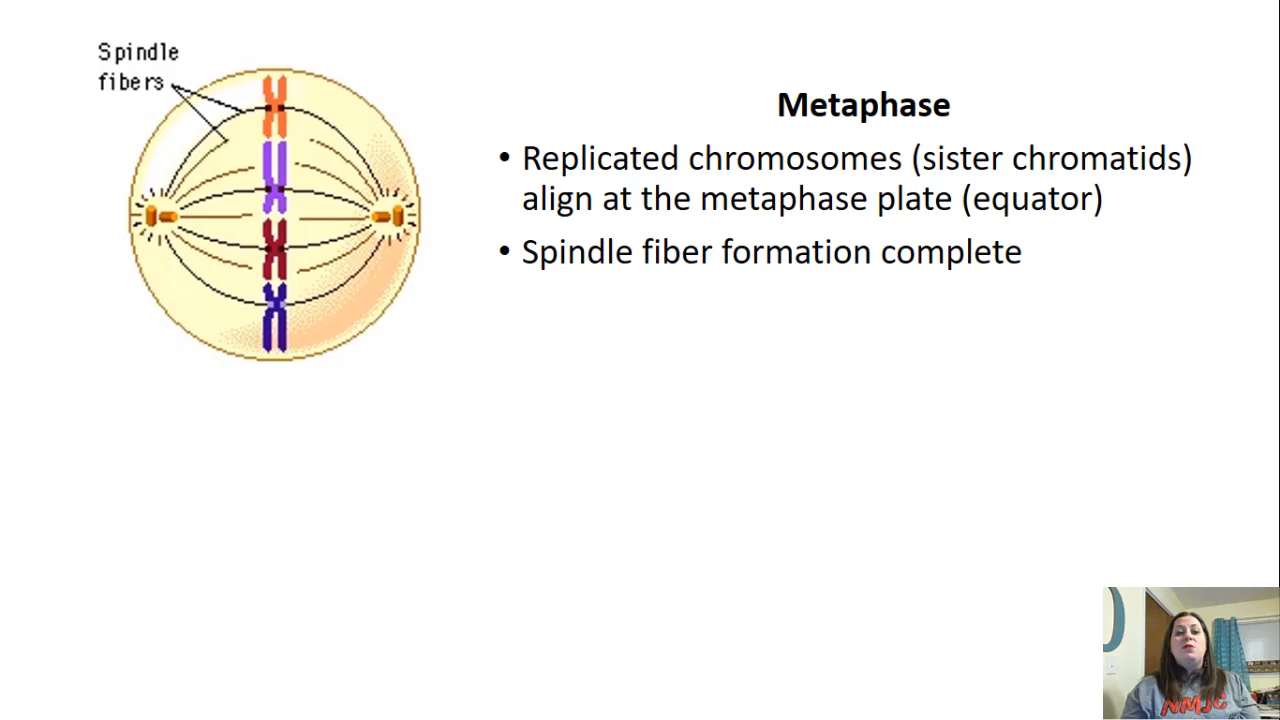 Spindle
fibers
Metaphase
• Replicated chromosomes (sister chromatids)
align at the metaphase plate (equator)
• Spindle fiber formation complete
NMJC